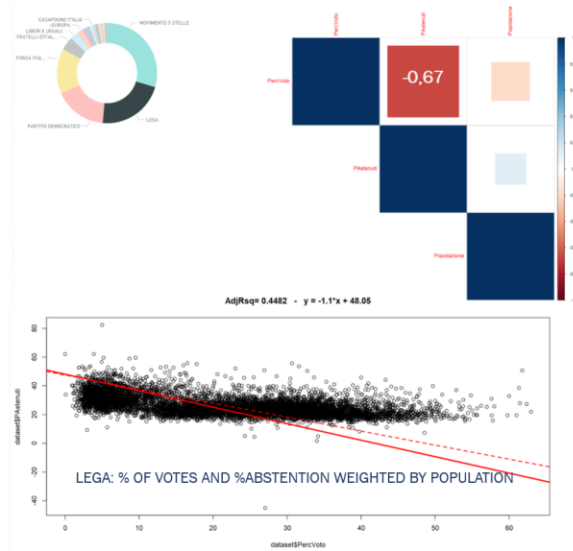 CASAPOUND ITALIA
+EUROPA
LIBERI E UGUALI
FRATELLI D'ITAL...
FORZA ITAL...
MOVIMENTO 5 STELLE
LEGA
PARTITO DEMOCRATICO
PercVoto
PAstenuti
Popolazione
PercVoto
-0,67
PAstenuti
Popolazione
AdjRsq= 0.4482 - y = -1.1*x + 48.05
dataset$PAstenuti
80
60
40
20
0
-20
-40
LEGA: % OF VOTES AND %ABSTENTION WEIGHTED BY POPULATION
0 10 20 30 40 50 60
dataset$PercVoto